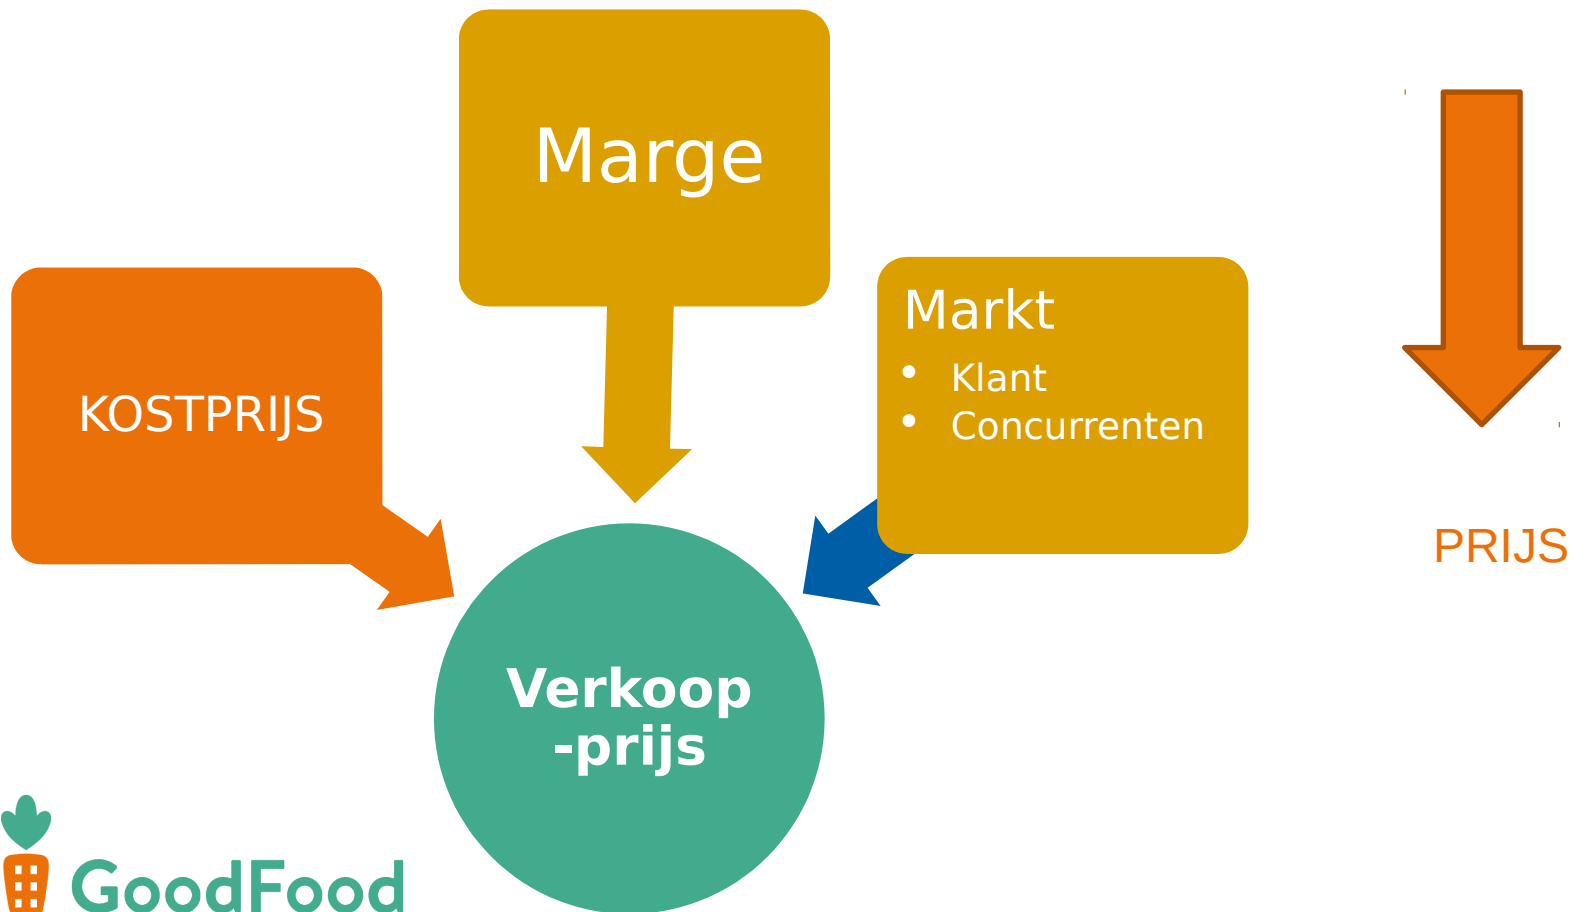 Marge
KOSTPRIJS
Markt
• Klant
• Concurrenten
PRIJS
Verkoop
-prijs
GoodFood